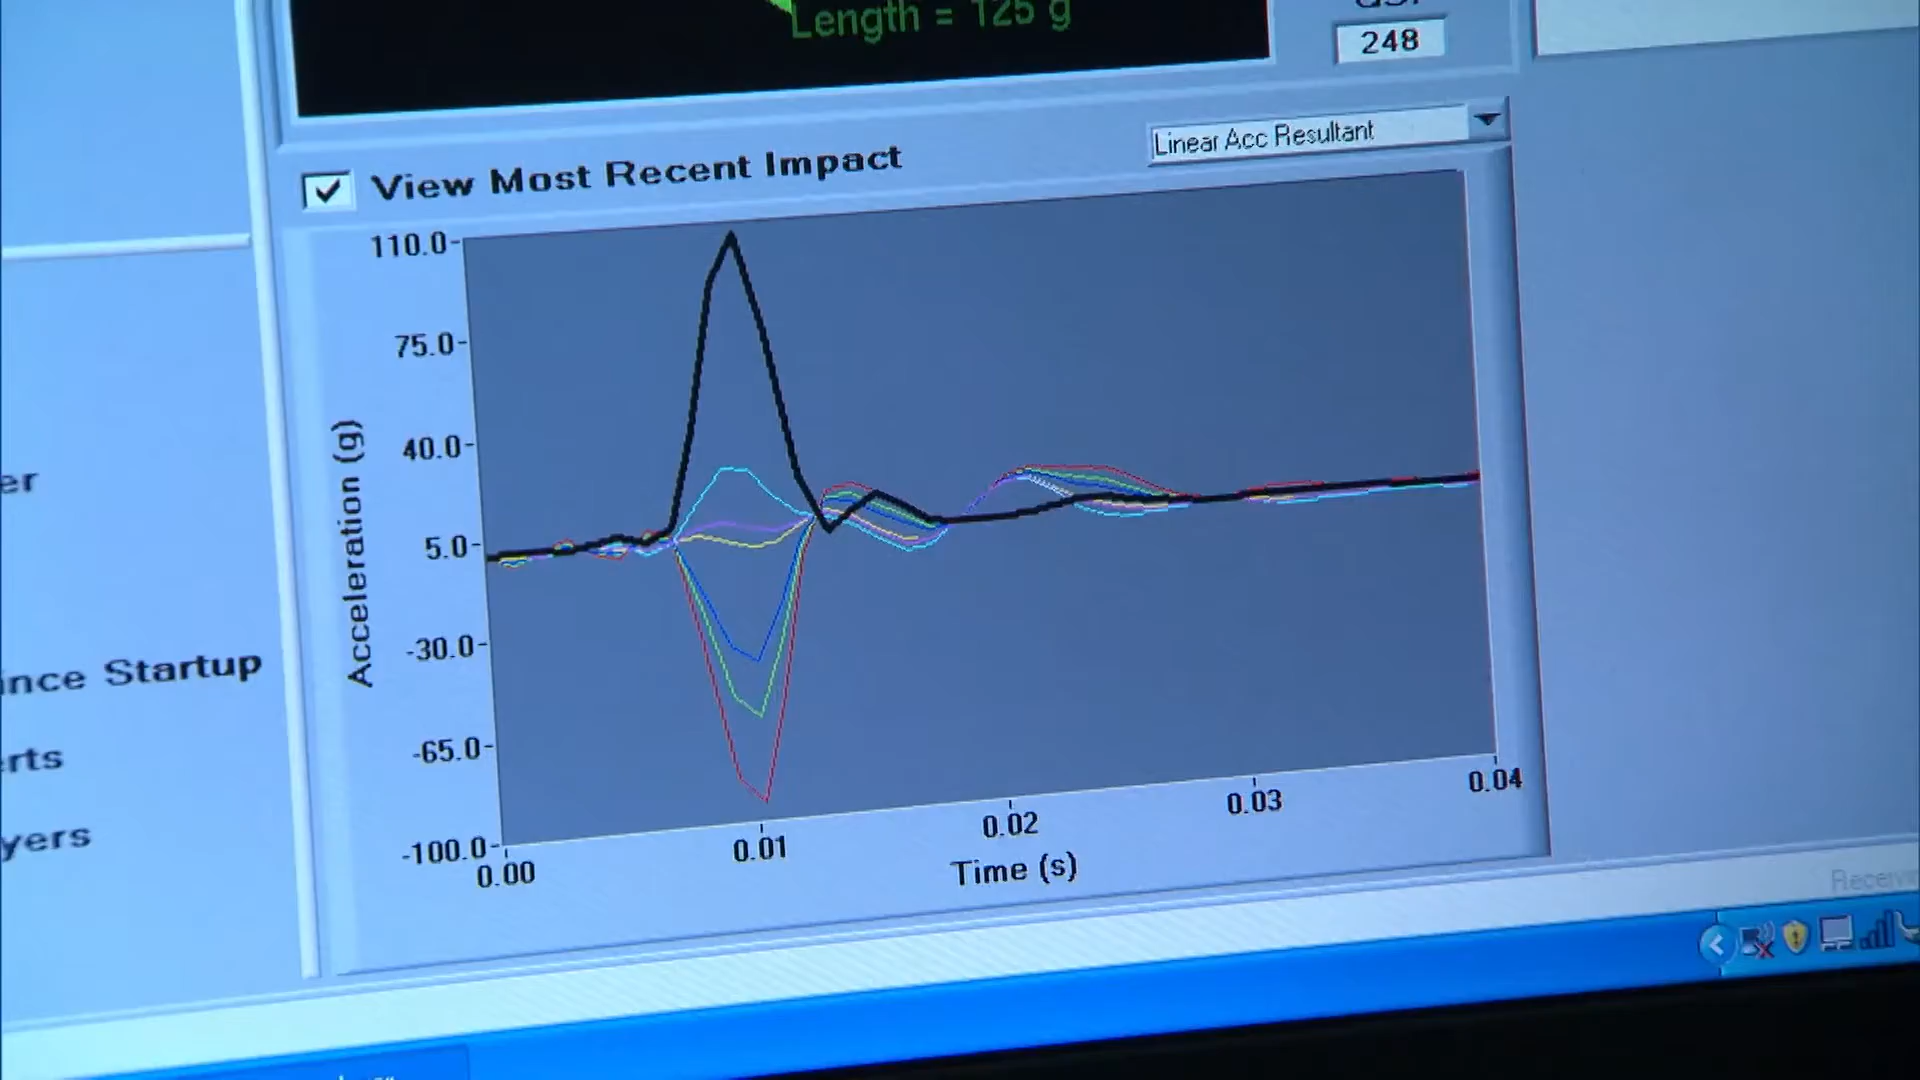 Length = 125 g
248
Linear Acc Resultant
View Most Recent Impact
110.0
75.0
40.0
5.0
-30.0
-65.0
-100.0
Acceleration (g)
0.00
0.01
0.02
0.03
0.04
Time (s)
er
ince Startup
rts
yers